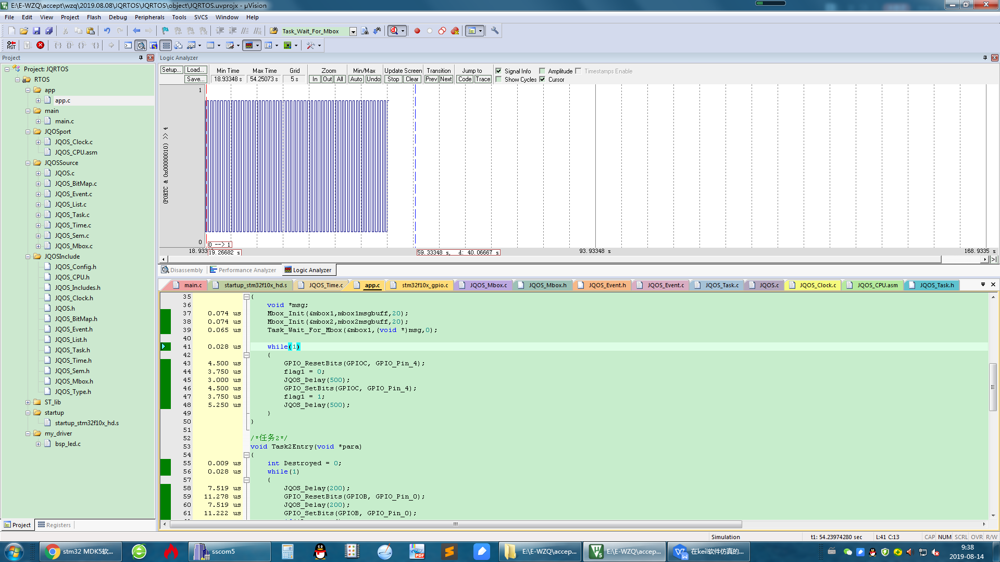 E:\E-WZQ\accept\wzq\2019.08.08\JQRTOS\JQRTOS\object\JQRTOS.uvprojx - µVision
File Edit View Project Flash Debug Peripherals Tools SVCS Window Help
Task_Wait_For_Mbox
RST
Project
Project: JQRTOS
RTOS
app
app.c
main
main.c
JQOSport
JQOS_Clock.c
JQOS_CPU.asm
JQOSSource
JQOS.c
JQOS_BitMap.c
JQOS_Event.c
JQOS_List.c
JQOS_Task.c
JQOS_Time.c
JQOS_Sem.c
JQOS_Mbox.c
JQOSInclude
JQOS_Config.h
JQOS_CPU.h
JQOS_Includes.h
JQOS_Clock.h
JQOS.h
JQOS_BitMap.h
JQOS_Event.h
JQOS_List.h
JQOS_Task.h
JQOS_Time.h
JQOS_Sem.h
JQOS_Mbox.h
JQOS_Type.h
ST_lib
startup
startup_stm32f10x_hd.s
my_driver
bsp_led.c
Project Registers
Logic Analyzer
Setup... Load... Min Time Max Time Grid Zoom Min/Max Update Screen Transition Jump to Signal Info Amplitude Timestamps Enable
Save... 18.93348 s 54.25073 s 5 s In Out All Auto Undo Stop Clear Prev Next Code Trace Show Cycles Cursor
1
(PORTC & 0x00000010) >> 4
0
0 --> 1
18.933
19.26682 s
59.33348 s, d: 40.06667 s
93.93348 s
168.9335 s
Disassembly Performance Analyzer Logic Analyzer
main.c startup_stm32f10x_hd.s JQOS_Time.c app.c stm32f10x_gpio.c JQOS_Mbox.c JQOS_Mbox.h JQOS_Event.h JQOS_Event.c JQOS_Task.c JQOS.c JQOS_Clock.c JQOS_CPU.asm JQOS_Task.h
35 {
36 void *msg;
37 0.074 us Mbox_Init(&mbox1,mbox1msgbuff,20);
38 0.074 us Mbox_Init(&mbox2,mbox2msgbuff,20);
39 0.065 us Task_Wait_For_Mbox(&mbox1,(void *)msg,0);
40
41 0.028 us while(1)
42 {
43 4.500 us GPIO_ResetBits(GPIOC, GPIO_Pin_4);
44 3.750 us flag1 = 0;
45 3.000 us JQOS_Delay(500);
46 4.500 us GPIO_SetBits(GPIOC, GPIO_Pin_4);
47 3.750 us flag1 = 1;
48 5.250 us JQOS_Delay(500);
49 }
50 }
51
52 /*任务2*/
53 void Task2Entry(void *para)
54 {
55 0.009 us int Destroyed = 0;
56 0.028 us while(1)
57 {
58 7.519 us JQOS_Delay(200);
59 11.278 us GPIO_ResetBits(GPIOB, GPIO_Pin_0);
60 7.519 us JQOS_Delay(200);
61 11.222 us GPIO_SetBits(GPIOB, GPIO_Pin_0);
Simulation t1: 54.23974280 sec L:41 C:13 CAP NUM SCRL OVR R/W
stm32 MDK5软... sscom5 PDF E:\E-WZQ\accep... E:\E-WZQ\accep... 在keil软件仿真的...
9:38
2019-08-14